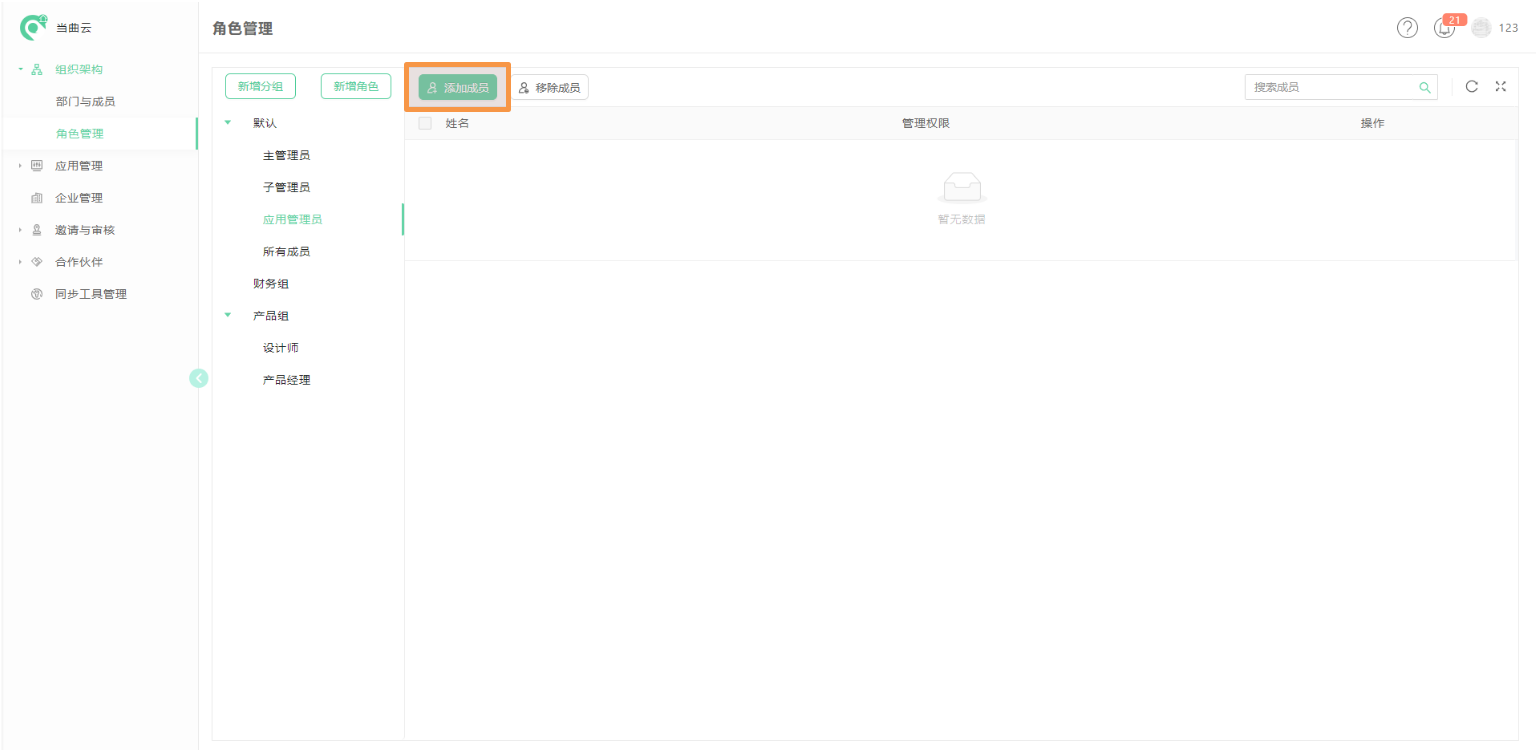 当曲云
角色管理
21
123
组织架构
部门与成员
角色管理
应用管理
企业管理
邀请与审核
合作伙伴
同步工具管理
新增分组
新增角色
添加成员
移除成员
搜索成员
默认
主管理员
子管理员
应用管理员
所有成员
财务组
产品组
设计师
产品经理
姓名
管理权限
操作
暂无数据